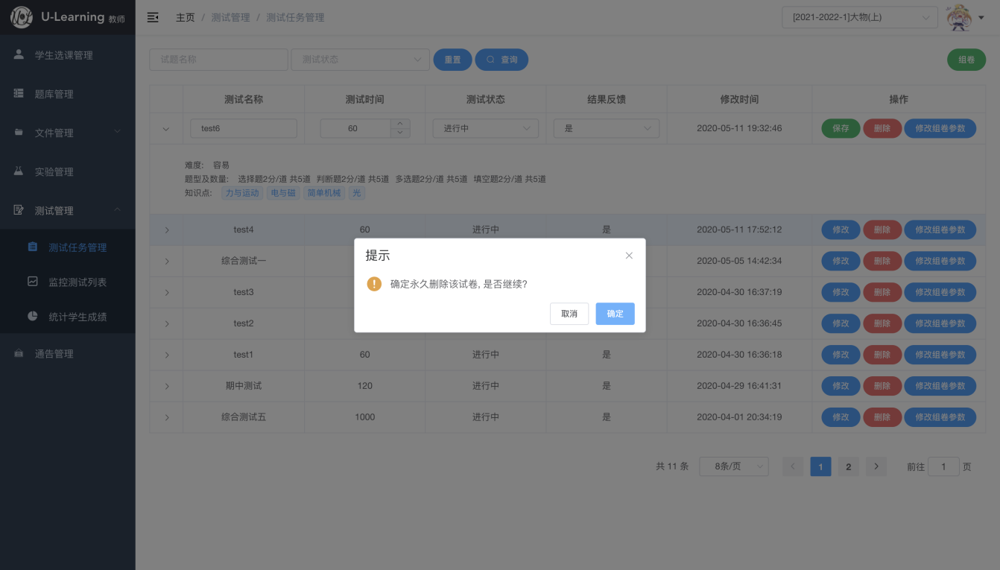 U-Learning 教师
主页 / 测试管理 / 测试任务管理
[2021-2022-1]大物(上)
学生选课管理
题库管理
文件管理
实验管理
测试管理
测试任务管理
监控测试列表
统计学生成绩
通告管理
试题名称 测试状态 重置 查询 组卷
测试名称 测试时间 测试状态 结果反馈 修改时间 操作
test6 60 进行中 是 2020-05-11 19:32:46 保存 删除 修改组卷参数
难度: 容易
题型及数量: 选择题2分/道 共5道 判断题2分/道 共5道 多选题2分/道 共5道 填空题2分/道 共5道
知识点: 力与运动 电与磁 简单机械 光
test4 60 进行中 是 2020-05-11 17:52:12 修改 删除 修改组卷参数
综合测试一 2020-05-05 14:42:34 修改 删除 修改组卷参数
test3 2020-04-30 16:37:19 修改 删除 修改组卷参数
test2 2020-04-30 16:36:45 修改 删除 修改组卷参数
test1 60 进行中 是 2020-04-30 16:36:18 修改 删除 修改组卷参数
期中测试 120 进行中 是 2020-04-29 16:41:31 修改 删除 修改组卷参数
综合测试五 1000 进行中 是 2020-04-01 20:34:19 修改 删除 修改组卷参数
提示
确定永久删除该试卷, 是否继续?
取消 确定
共 11 条 8条/页 1 2 前往 1 页